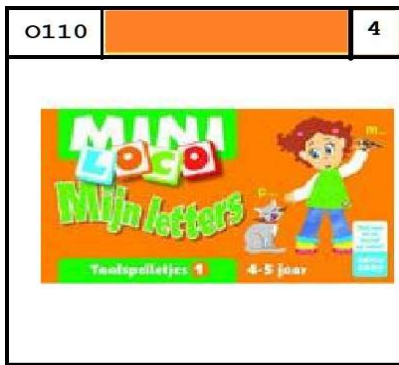 O110 4
MINI
LOCO
Mijn letters
m...
p...
Taalspelletjes 1 4-5 jaar